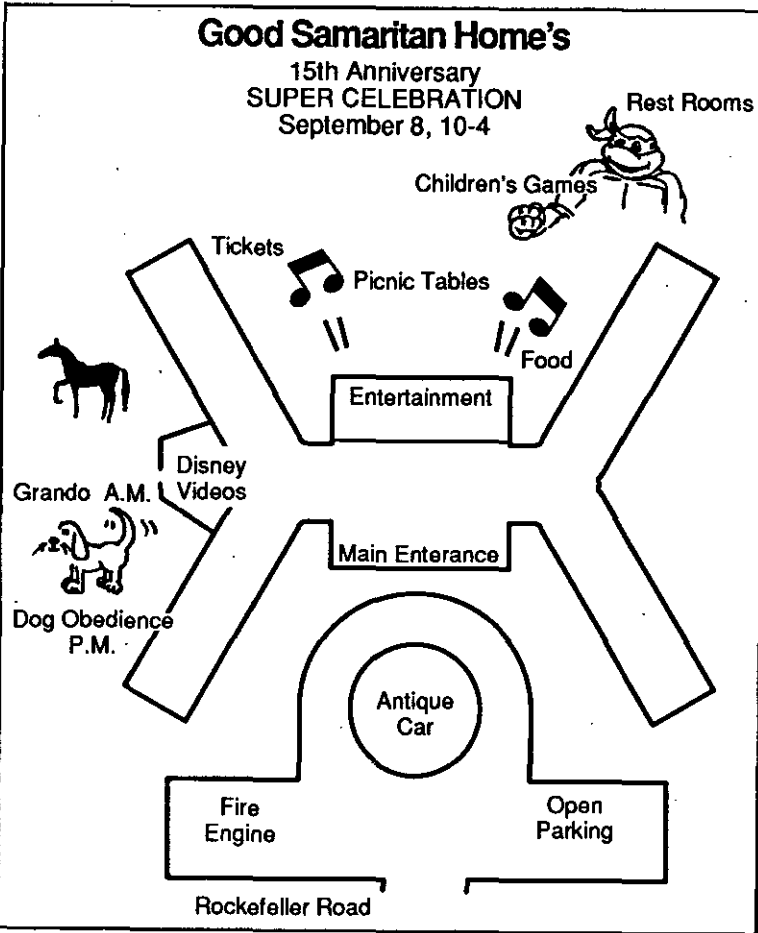 Good Samaritan Home's
15th Anniversary
SUPER CELEBRATION
September 8, 10-4
Rest Rooms
Children's Games
Tickets
Picnic Tables
Food
Entertainment
Disney
Videos
Grando A.M.
Main Enterance
Dog Obedience
P.M.
Antique
Car
Fire
Engine
Open
Parking
Rockefeller Road